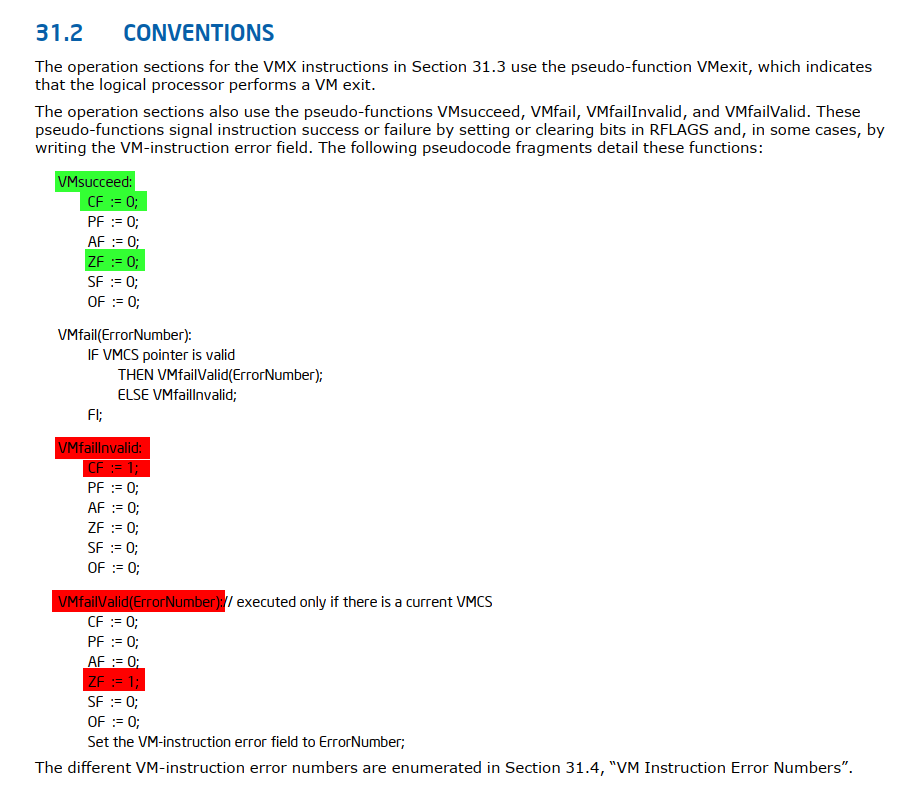 31.2 CONVENTIONS
The operation sections for the VMX instructions in Section 31.3 use the pseudo-function VMexit, which indicates
that the logical processor performs a VM exit.
The operation sections also use the pseudo-functions VMsucceed, VMfail, VMfailInvalid, and VMfailValid. These
pseudo-functions signal instruction success or failure by setting or clearing bits in RFLAGS and, in some cases, by
writing the VM-instruction error field. The following pseudocode fragments detail these functions:
VMsucceed:
CF := 0;
PF := 0;
AF := 0;
ZF := 0;
SF := 0;
OF := 0;
VMfail(ErrorNumber):
IF VMCS pointer is valid
THEN VMfailValid(ErrorNumber);
ELSE VMfailInvalid;
FI;
VMfailInvalid:
CF := 1;
PF := 0;
AF := 0;
ZF := 0;
SF := 0;
OF := 0;
VMfailValid(ErrorNumber):// executed only if there is a current VMCS
CF := 0;
PF := 0;
AF := 0;
ZF := 1;
SF := 0;
OF := 0;
Set the VM-instruction error field to ErrorNumber;
The different VM-instruction error numbers are enumerated in Section 31.4, “VM Instruction Error Numbers”.